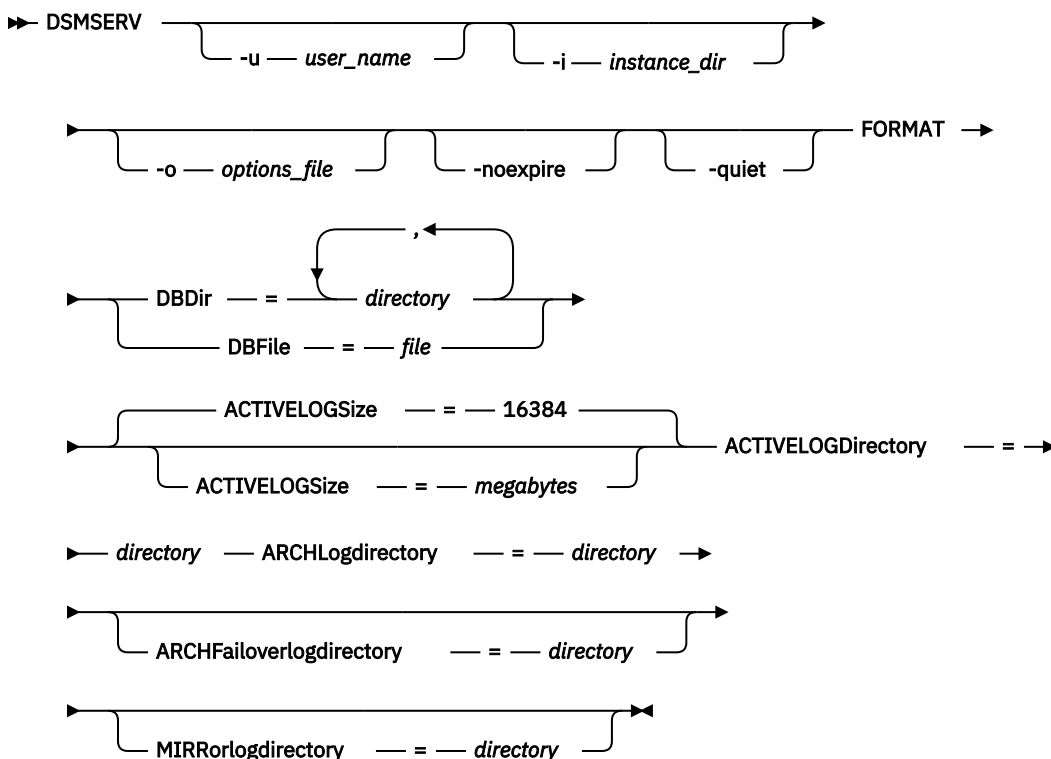 DSMSERV
-u user_name -i instance_dir
FORMAT
-o options_file -noexpire -quiet
,
DBDir = directory
DBFile = file
ACTIVELOGSize = 16384
ACTIVELOGDirectory =
ACTIVELOGSize = megabytes
directory ARCHLogdirectory = directory
ARCHFailoverlogdirectory = directory
MIRRorlogdirectory = directory